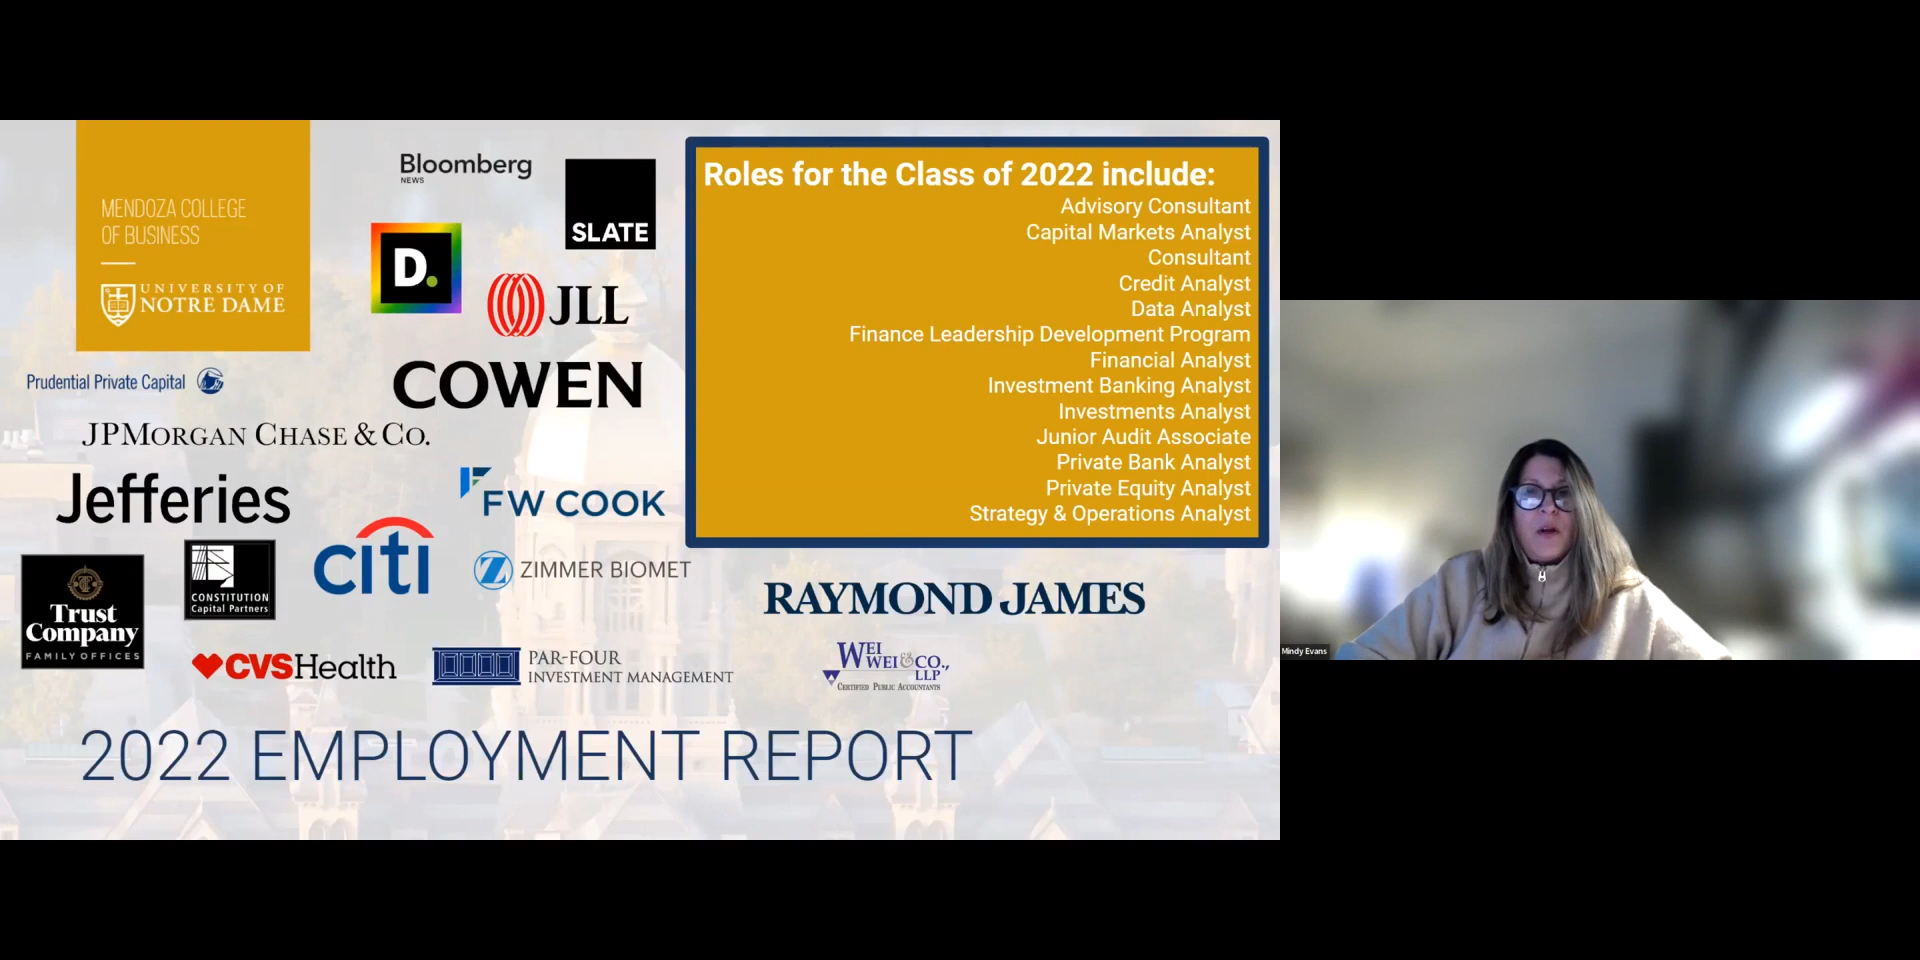 MENDOZA COLLEGE
OF BUSINESS
UNIVERSITY OF
NOTRE DAME
Bloomberg
NEWS
SLATE
D.
JLL
COWEN
Prudential Private Capital
JPMORGAN CHASE & CO.
Jefferies
FW COOK
Trust
Company
FAMILY OFFICES
CONSTITUTION
Capital Partners
citi
ZIMMER BIOMET
CVSHealth
PAR-FOUR
INVESTMENT MANAGEMENT
Roles for the Class of 2022 include:
Advisory Consultant
Capital Markets Analyst
Consultant
Credit Analyst
Data Analyst
Finance Leadership Development Program
Financial Analyst
Investment Banking Analyst
Investments Analyst
Junior Audit Associate
Private Bank Analyst
Private Equity Analyst
Strategy & Operations Analyst
RAYMOND JAMES
WEI
WEI & CO.,
LLP
CERTIFIED PUBLIC ACCOUNTANTS
2022 EMPLOYMENT REPORT
Mindy Evans